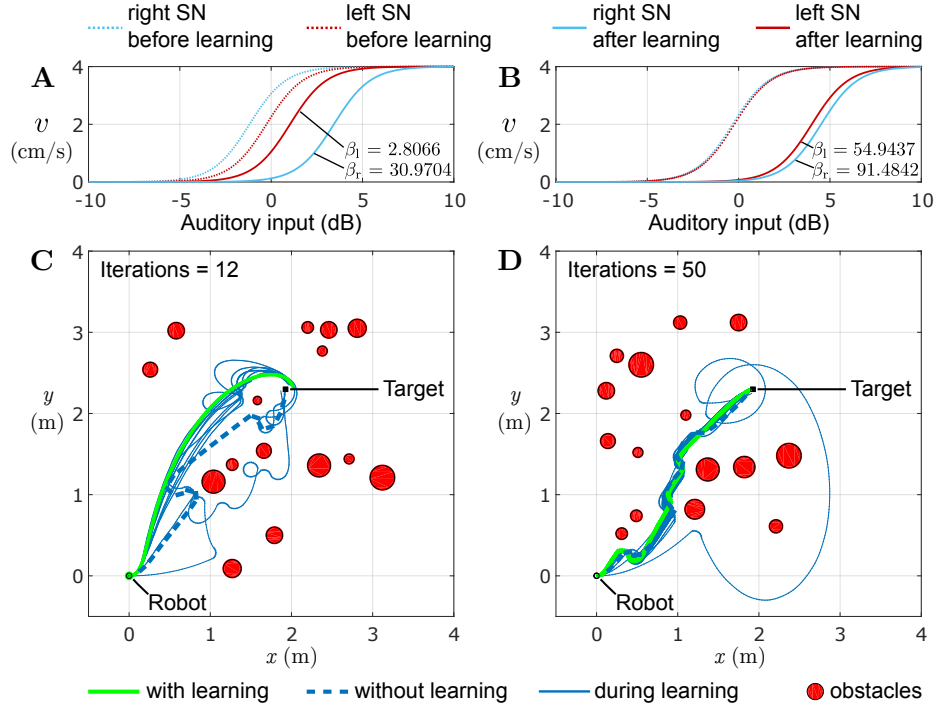 right SN
before learning
left SN
before learning
right SN
after learning
left SN
after learning
A
4
2
0
v
(cm/s)
βl = 2.8066
βr = 30.9704
-10 -5 0 5 10
Auditory input (dB)
B
4
2
0
v
(cm/s)
βl = 54.9437
βr = 91.4842
-10 -5 0 5 10
Auditory input (dB)
C
Iterations = 12
4
3
2
1
0
y
(m)
Target
Robot
0 1 2 3 4
x (m)
D
Iterations = 50
4
3
2
1
0
y
(m)
Target
Robot
0 1 2 3 4
x (m)
with learning
without learning
during learning
obstacles